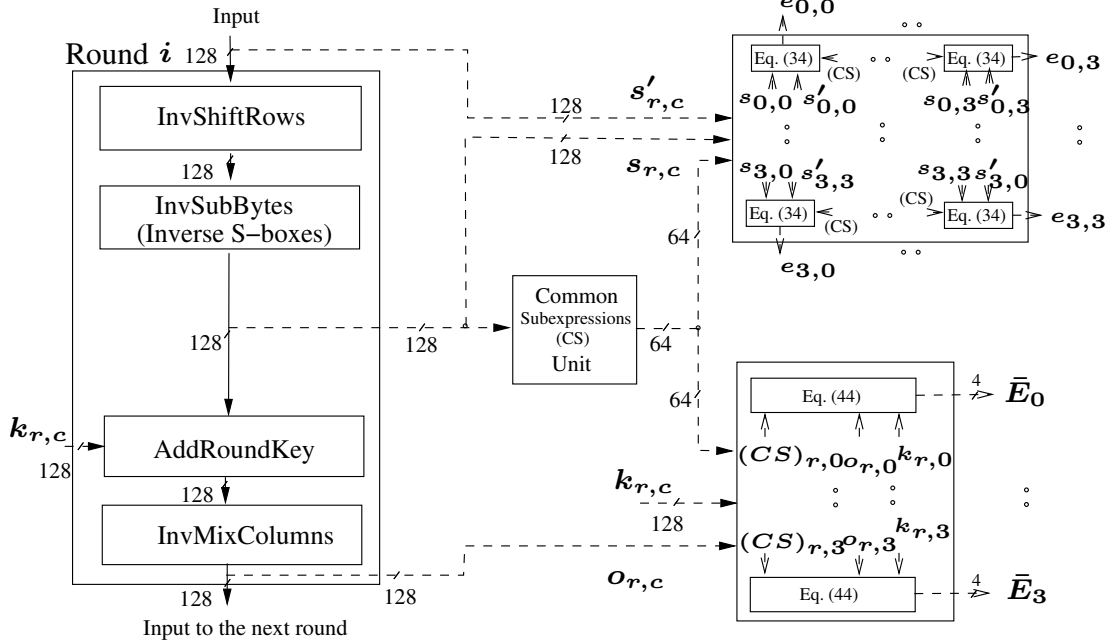 Input
Round i
128
InvShiftRows
128
InvSubBytes
(Inverse S−boxes)
128
128
k_{r,c}
128
AddRoundKey
128
InvMixColumns
128
128
Input to the next round
Common
Subexpressions
(CS)
Unit
64
64
64
128
s'_{r,c}
128
s_{r,c}
e_{0,0}
Eq. (34)
(CS)
(CS)
Eq. (34)
e_{0,3}
s_{0,0} s'_{0,0}
s_{0,3} s'_{0,3}
s_{3,0} s'_{3,3}
s_{3,3} s'_{3,0}
Eq. (34)
(CS)
(CS)
Eq. (34)
e_{3,3}
e_{3,0}
Eq. (44)
4
Ē_0
(CS)_{r,0} o_{r,0} k_{r,0}
k_{r,c}
128
(CS)_{r,3} o_{r,3} k_{r,3}
o_{r,c}
Eq. (44)
4
Ē_3